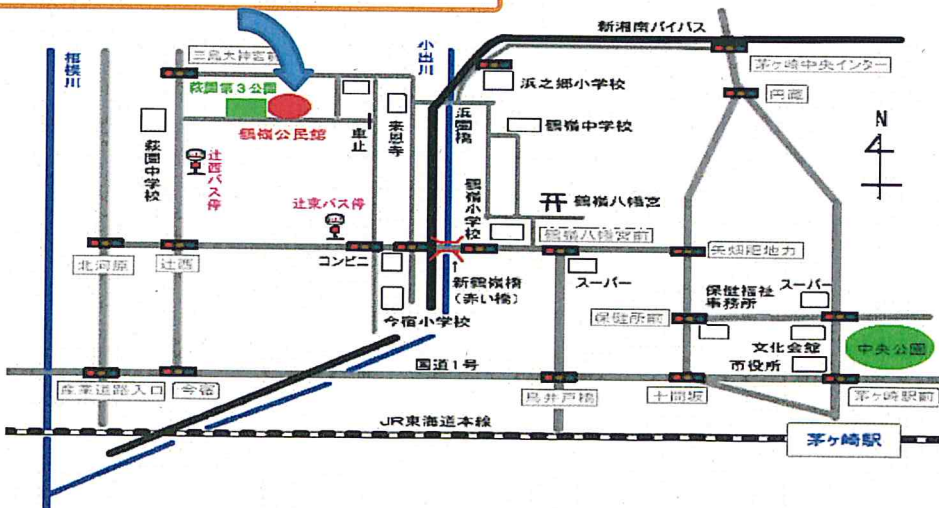 新湘南バイパス
相模川
小出川
三島大神宮前
茅ヶ崎中央インター
浜之郷小学校
萩園第3公園
円蔵
N
鶴嶺公民館
車止
来恩寺
浜園橋
鶴嶺中学校
萩園中学校
辻西バス停
辻東バス停
鶴嶺小学校
鶴嶺八幡宮
鶴嶺八幡宮前
北河原
辻西
コンビニ
新鶴嶺橋
(赤い橋)
スーパー
矢畑肥地力
保健福祉
事務所
スーパー
今宿小学校
保健所前
文化会館
中央公園
国道1号
市役所
産業道路入口
今宿
鳥井戸橋
十間坂
茅ヶ崎駅前
JR東海道本線
茅ヶ崎駅